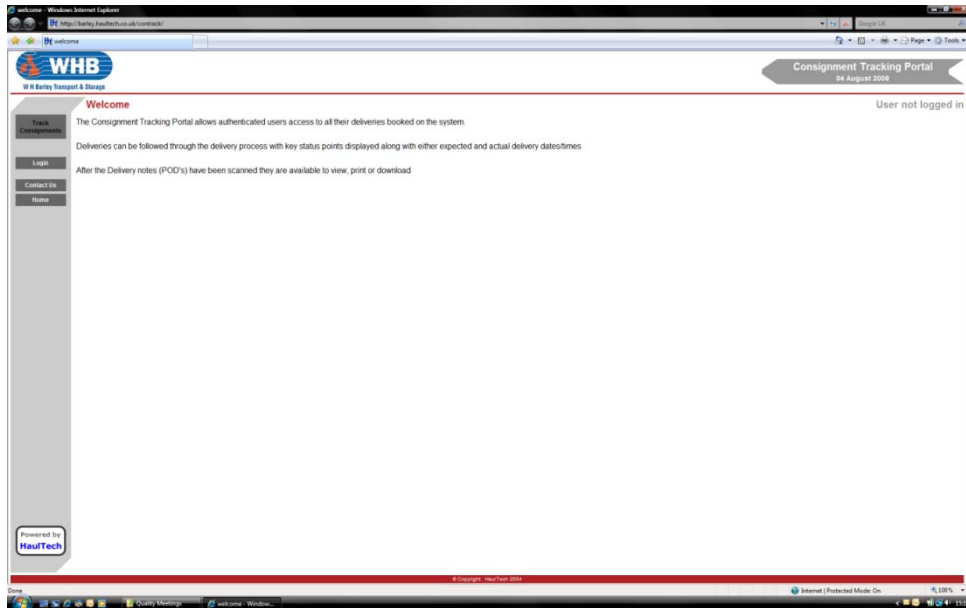 welcome - Windows Internet Explorer
http://barley.haultech.co.uk/contrack/
Google UK
welcome
Page
Tools
WHB
W H Barley Transport & Storage
Consignment Tracking Portal
04 August 2008
Welcome
User not logged in
Track
Consignments
The Consignment Tracking Portal allows authenticated users access to all their deliveries booked on the system.
Deliveries can be followed through the delivery process with key status points displayed along with either expected and actual delivery dates/times
Login
After the Delivery notes (POD's) have been scanned they are available to view, print or download
Contact Us
Home
Powered by
HaulTech
© Copyright HaulTech 2004
Done
Internet | Protected Mode: On
100%
Quality Meetings
welcome - Window...